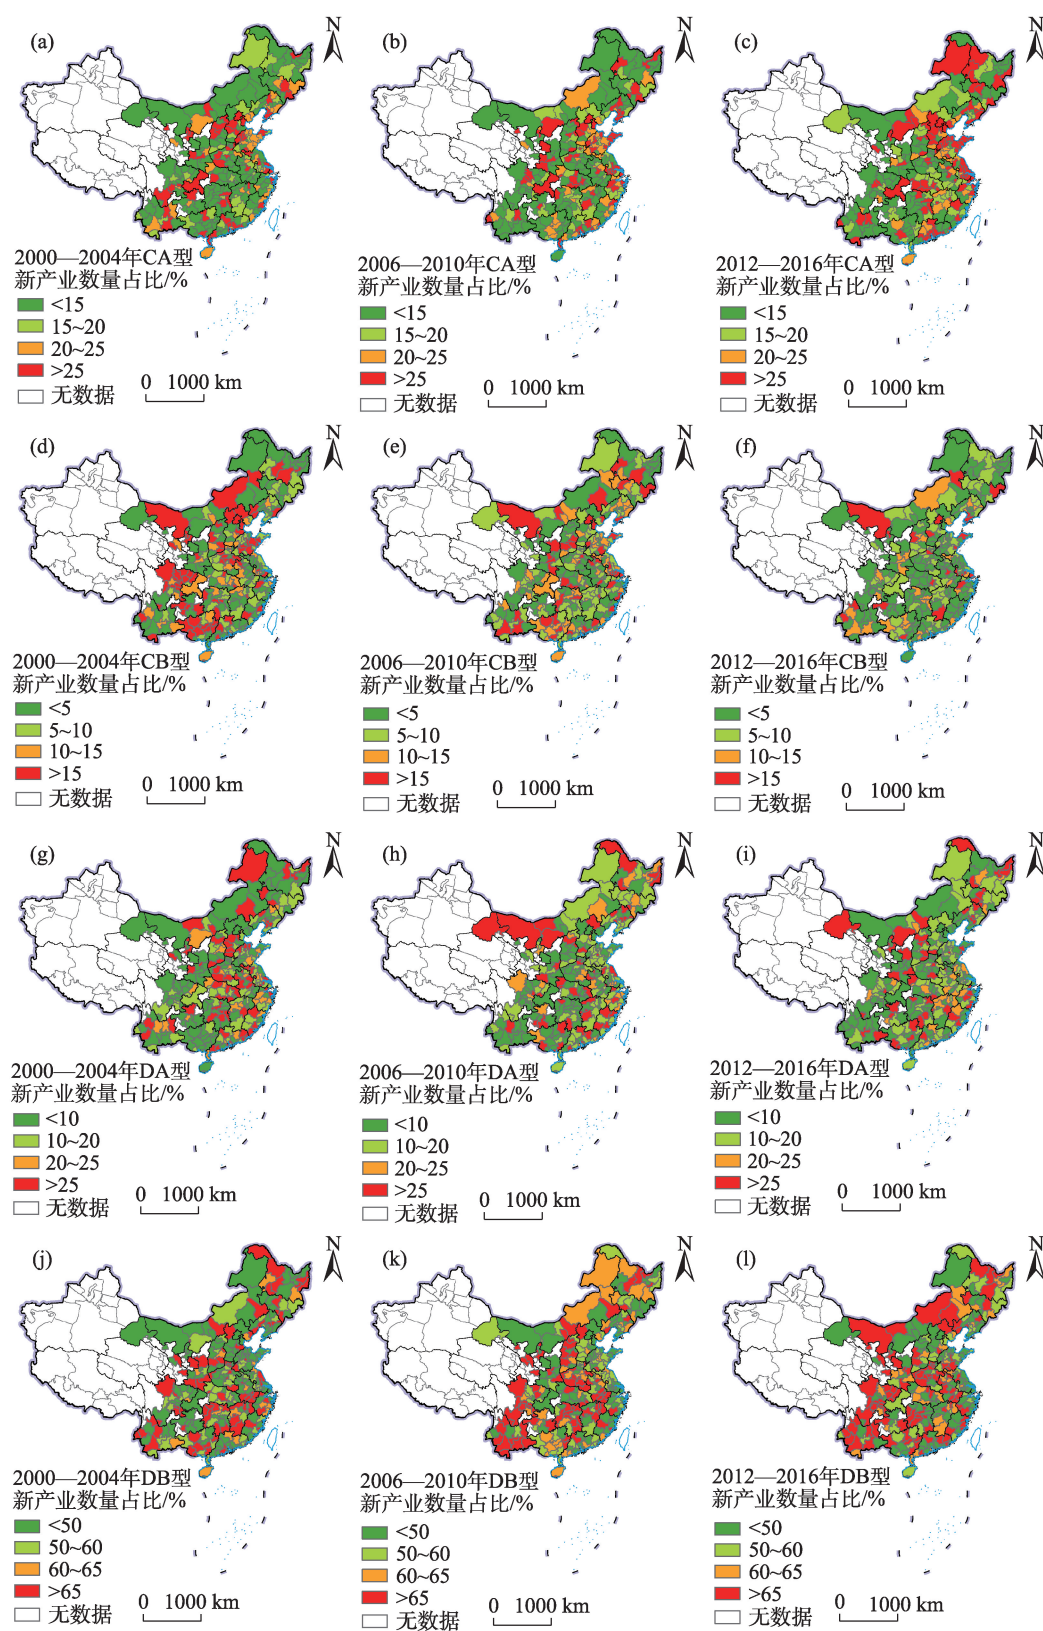 (a)
N
2000—2004年CA型
新产业数量占比/%
<15
15~20
20~25
>25
无数据
0 1000 km
(b)
N
2006—2010年CA型
新产业数量占比/%
<15
15~20
20~25
>25
无数据
0 1000 km
(c)
N
2012—2016年CA型
新产业数量占比/%
<15
15~20
20~25
>25
无数据
0 1000 km
(d)
N
2000—2004年CB型
新产业数量占比/%
<5
5~10
10~15
>15
无数据
0 1000 km
(e)
N
2006—2010年CB型
新产业数量占比/%
<5
5~10
10~15
>15
无数据
0 1000 km
(f)
N
2012—2016年CB型
新产业数量占比/%
<5
5~10
10~15
>15
无数据
0 1000 km
(g)
N
2000—2004年DA型
新产业数量占比/%
<10
10~20
20~25
>25
无数据
0 1000 km
(h)
N
2006—2010年DA型
新产业数量占比/%
<10
10~20
20~25
>25
无数据
0 1000 km
(i)
N
2012—2016年DA型
新产业数量占比/%
<10
10~20
20~25
>25
无数据
0 1000 km
(j)
N
2000—2004年DB型
新产业数量占比/%
<50
50~60
60~65
>65
无数据
0 1000 km
(k)
N
2006—2010年DB型
新产业数量占比/%
<50
50~60
60~65
>65
无数据
0 1000 km
(l)
N
2012—2016年DB型
新产业数量占比/%
<50
50~60
60~65
>65
无数据
0 1000 km